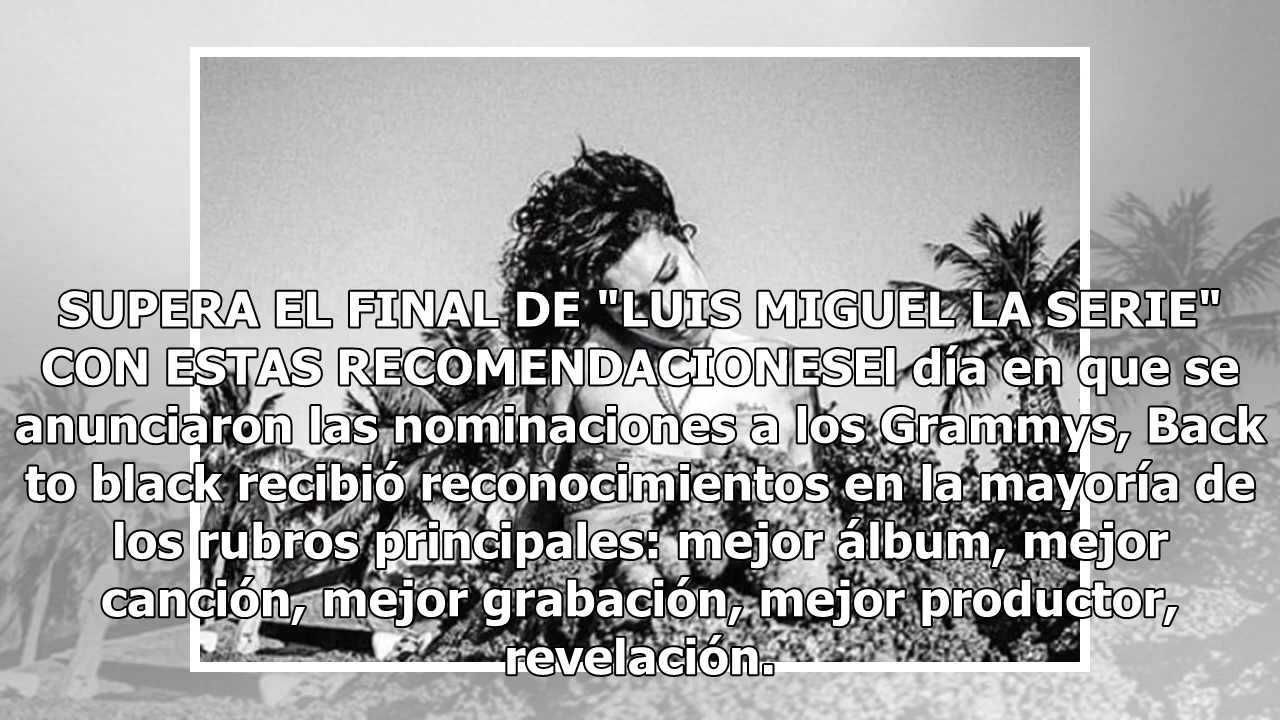 SUPERA EL FINAL DE "LUIS MIGUEL LA SERIE"
CON ESTAS RECOMENDACIONESEl día en que se
anunciaron las nominaciones a los Grammys, Back
to black recibió reconocimientos en la mayoría de
los rubros principales: mejor álbum, mejor
canción, mejor grabación, mejor productor,
revelación.